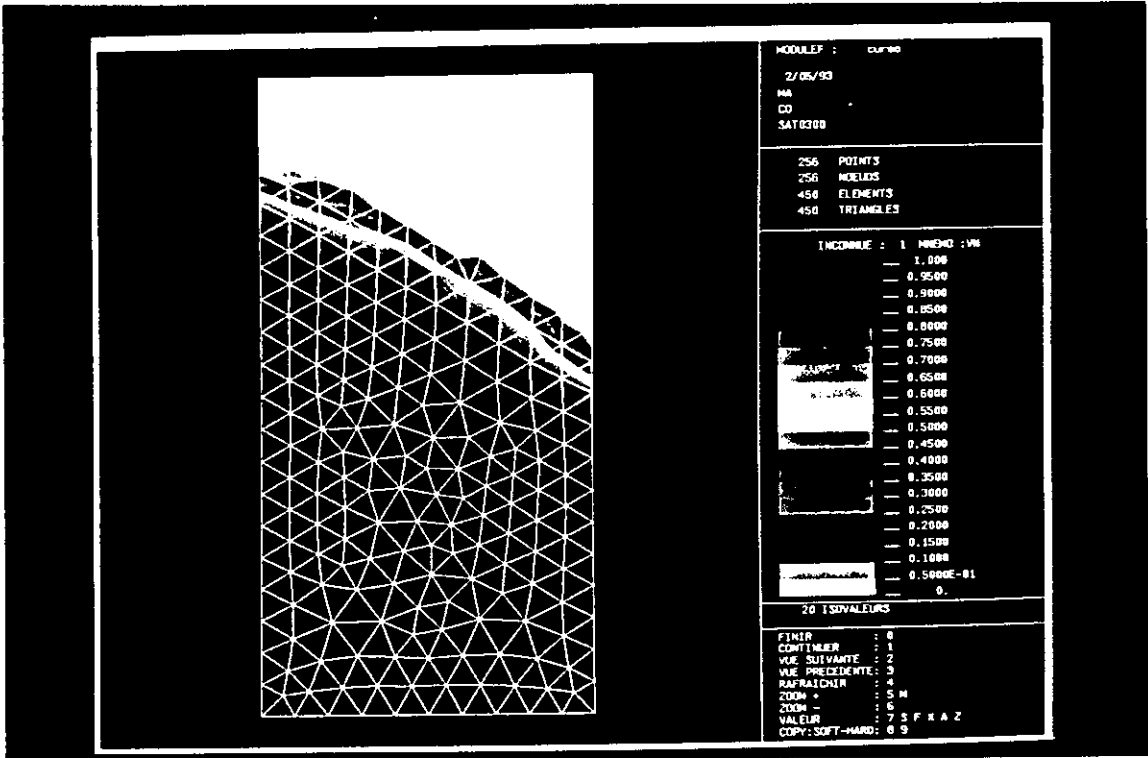 MODULEF : curso
2/05/93
MA
CO
SAT0300
256 POINTS
256 NOEUDS
450 ELEMENTS
450 TRIANGLES
INCONNUE : 1 MNEMO :VN
1.000
0.9500
0.9000
0.8500
0.8000
0.7500
0.7000
0.6500
0.6000
0.5500
0.5000
0.4500
0.4000
0.3500
0.3000
0.2500
0.2000
0.1500
0.1000
0.5000E-01
0.
20 ISOVALEURS
FINIR : 0
CONTINUER : 1
VUE SUIVANTE : 2
VUE PRECEDENTE: 3
RAFRAICHIR : 4
ZOOM + : 5 M
ZOOM - : 6
VALEUR : 7 S F X A Z
COPY:SOFT-HARD: 8 9